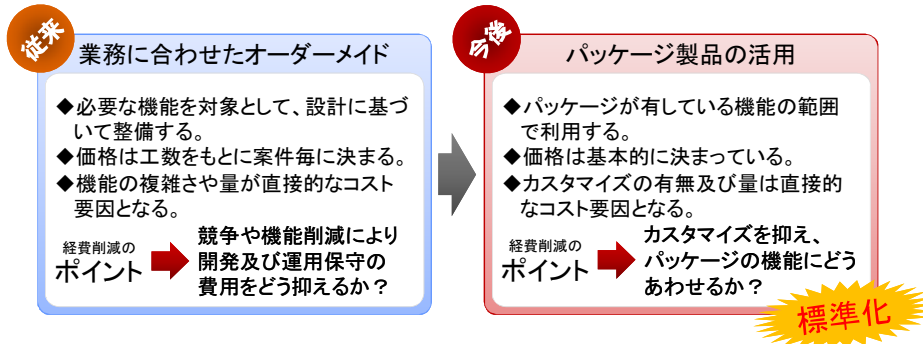 従来
業務に合わせたオーダーメイド
◆必要な機能を対象として、設計に基づ
いて整備する。
◆価格は工数をもとに案件毎に決まる。
◆機能の複雑さや量が直接的なコスト
要因となる。
経費削減の
ポイント
競争や機能削減により
開発及び運用保守の
費用をどう抑えるか？
今後
パッケージ製品の活用
◆パッケージが有している機能の範囲
で利用する。
◆価格は基本的に決まっている。
◆カスタマイズの有無及び量は直接的
なコスト要因となる。
経費削減の
ポイント
カスタマイズを抑え、
パッケージの機能にどう
あわせるか？
標準化